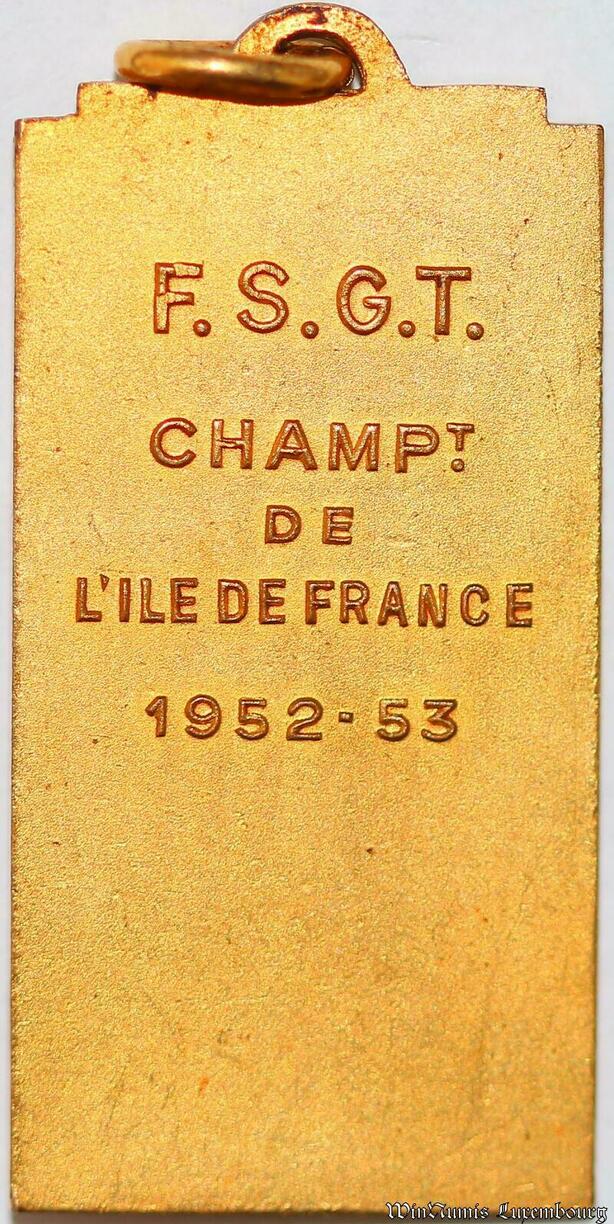 F.S.G.T.
CHAMPT.
DE
L'ILE DE FRANCE
1952-53
WinNumis Luxembourg